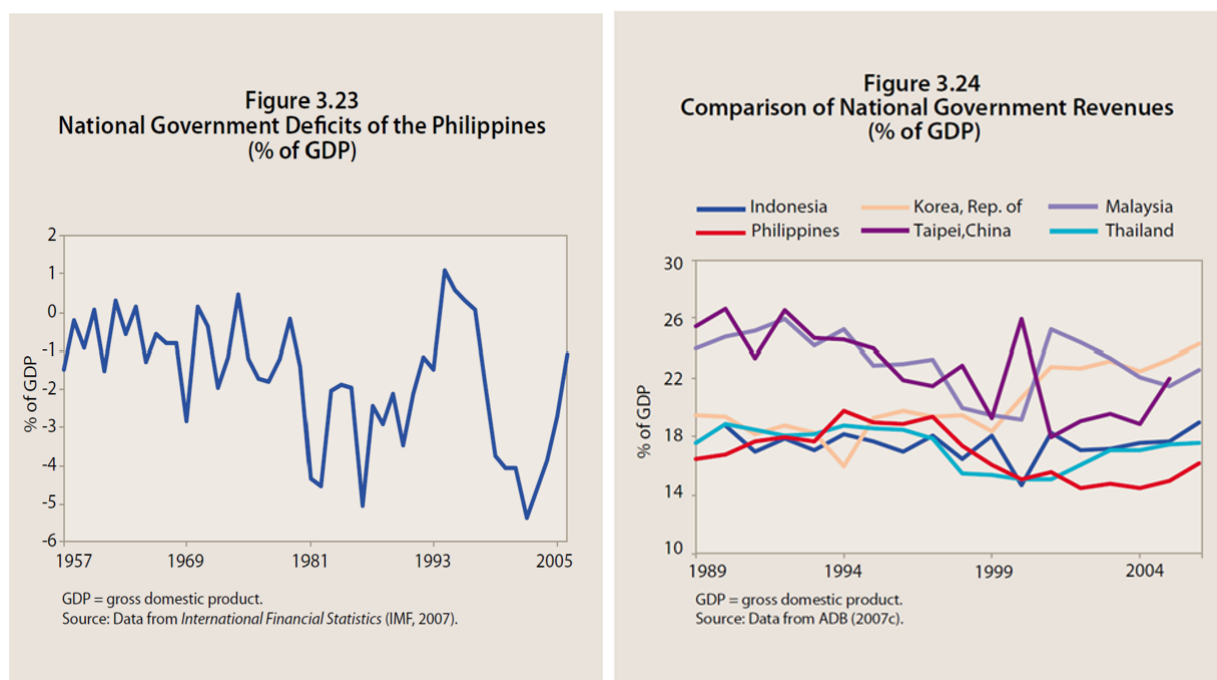 Figure 3.23
National Government Deficits of the Philippines
(% of GDP)
2
1
0
-1
-2
-3
-4
-5
-6
% of GDP
1957
1969
1981
1993
2005
GDP = gross domestic product.
Source: Data from International Financial Statistics (IMF, 2007).
Figure 3.24
Comparison of National Government Revenues
(% of GDP)
Indonesia
Korea, Rep. of
Malaysia
Philippines
Taipei,China
Thailand
30
26
22
18
14
10
% of GDP
1989
1994
1999
2004
GDP = gross domestic product.
Source: Data from ADB (2007c).